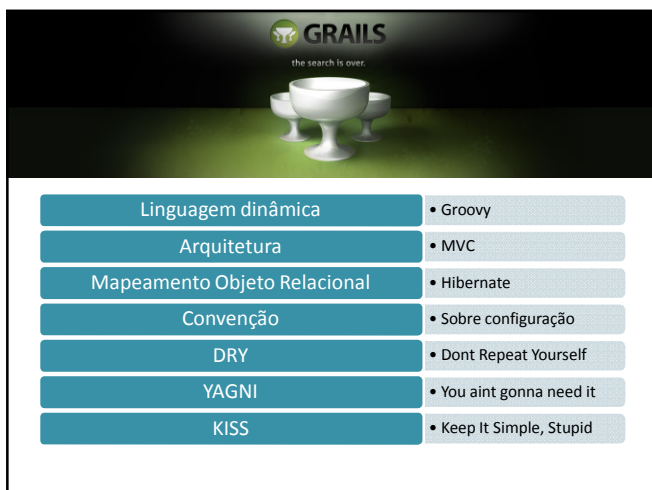 GRAILS
the search is over.
Linguagem dinâmica
• Groovy
Arquitetura
• MVC
Mapeamento Objeto Relacional
• Hibernate
Convenção
• Sobre configuração
DRY
• Dont Repeat Yourself
YAGNI
• You aint gonna need it
KISS
• Keep It Simple, Stupid